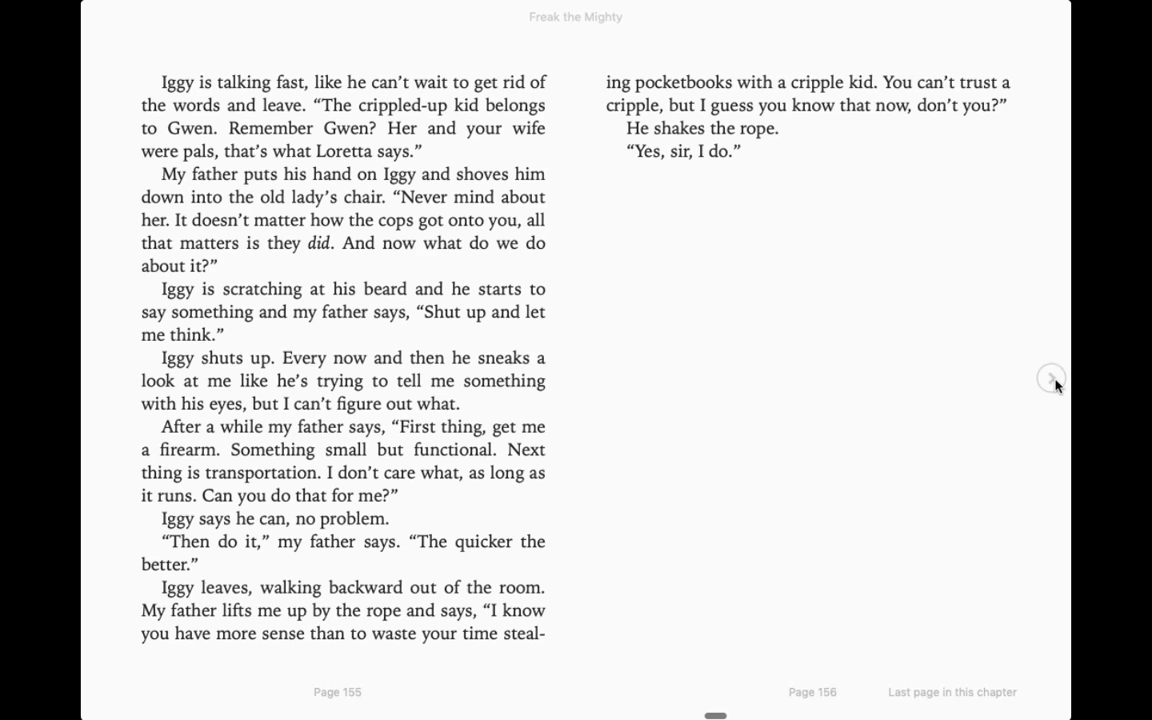 Freak the Mighty
Iggy is talking fast, like he can’t wait to get rid of
the words and leave. “The crippled-up kid belongs
to Gwen. Remember Gwen? Her and your wife
were pals, that’s what Loretta says.”
My father puts his hand on Iggy and shoves him
down into the old lady’s chair. “Never mind about
her. It doesn’t matter how the cops got onto you, all
that matters is they did. And now what do we do
about it?”
Iggy is scratching at his beard and he starts to
say something and my father says, “Shut up and let
me think.”
Iggy shuts up. Every now and then he sneaks a
look at me like he’s trying to tell me something
with his eyes, but I can’t figure out what.
After a while my father says, “First thing, get me
a firearm. Something small but functional. Next
thing is transportation. I don’t care what, as long as
it runs. Can you do that for me?”
Iggy says he can, no problem.
“Then do it,” my father says. “The quicker the
better.”
Iggy leaves, walking backward out of the room.
My father lifts me up by the rope and says, “I know
you have more sense than to waste your time steal-
ing pocketbooks with a cripple kid. You can’t trust a
cripple, but I guess you know that now, don’t you?”
He shakes the rope.
“Yes, sir, I do.”
Page 155
Page 156
Last page in this chapter